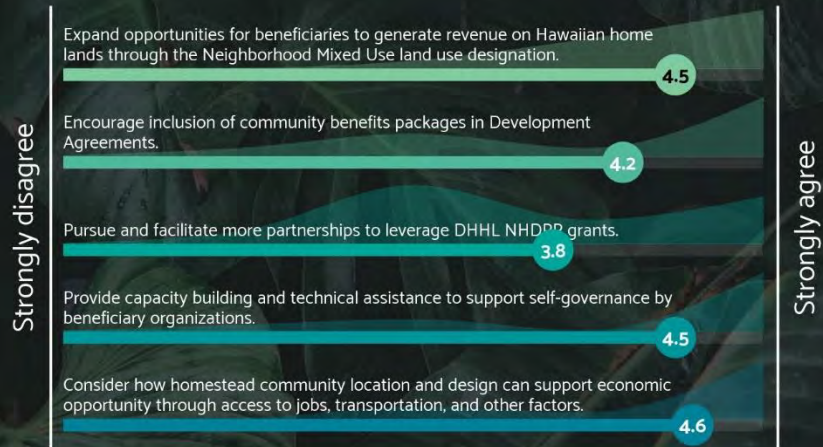 Strongly disagree
Expand opportunities for beneficiaries to generate revenue on Hawaiian home
lands through the Neighborhood Mixed Use land use designation.
4.5
Encourage inclusion of community benefits packages in Development
Agreements.
4.2
Pursue and facilitate more partnerships to leverage DHHL NHDPP grants.
3.8
Provide capacity building and technical assistance to support self-governance by
beneficiary organizations.
4.5
Consider how homestead community location and design can support economic
opportunity through access to jobs, transportation, and other factors.
4.6
Strongly agree